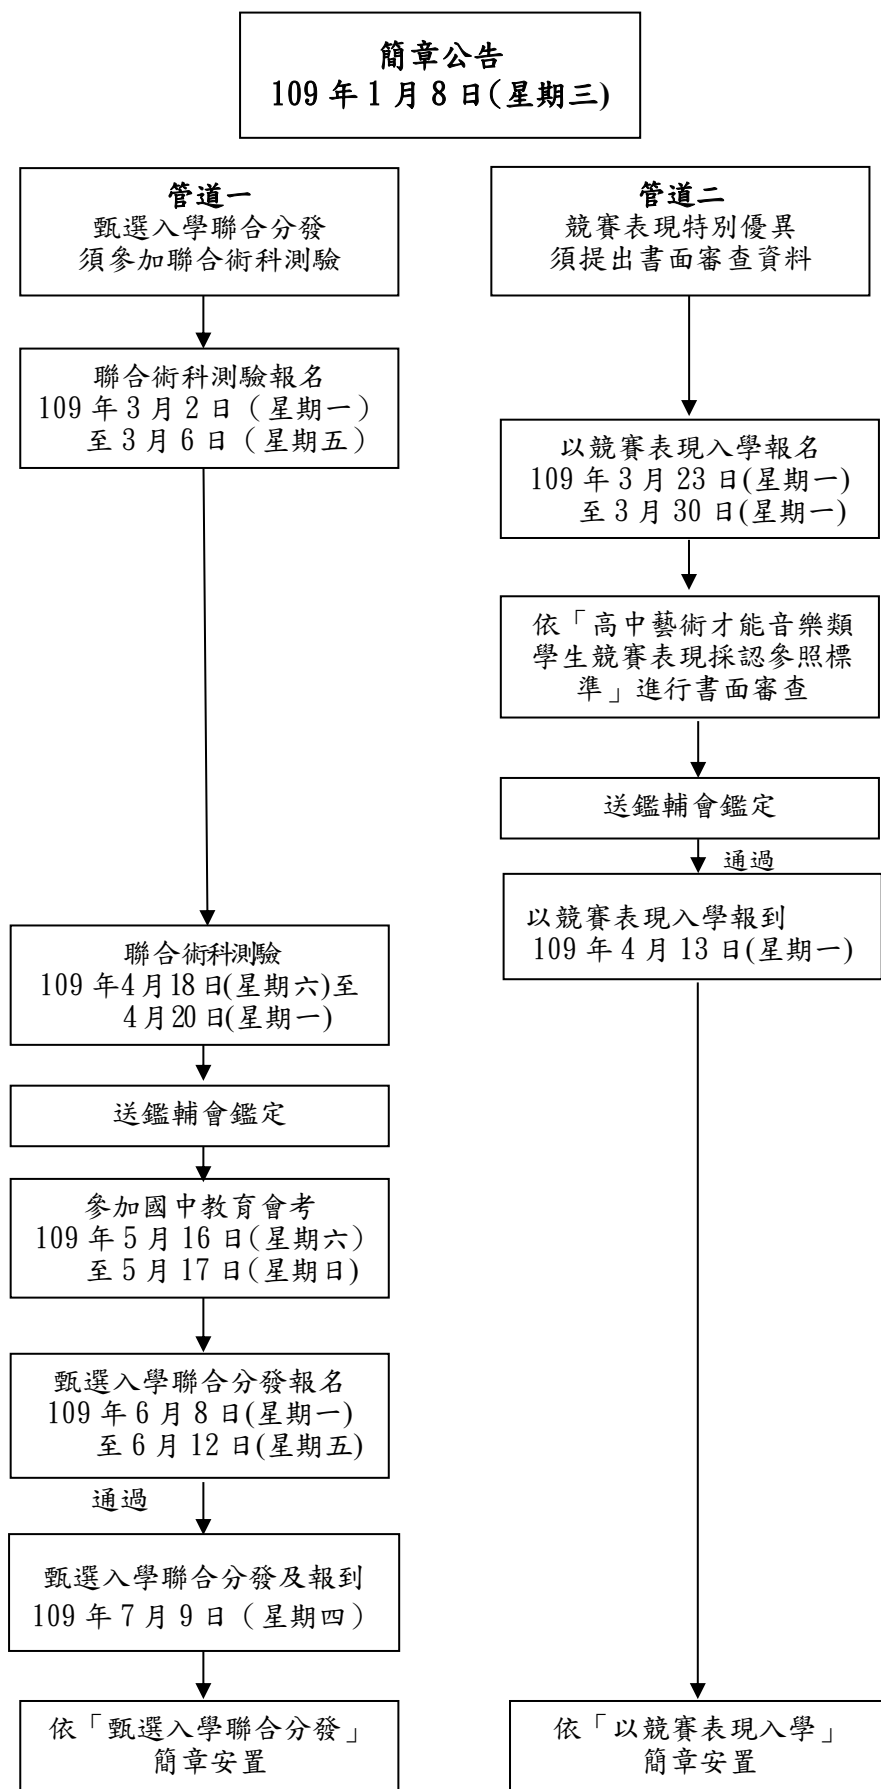 簡章公告
109 年 1 月 8 日(星期三)
管道一
甄選入學聯合分發
須參加聯合術科測驗
聯合術科測驗報名
109 年 3 月 2 日（星期一）
至 3 月 6 日（星期五）
聯合術科測驗
109 年4 月18 日(星期六)至
4 月20 日(星期一)
送鑑輔會鑑定
參加國中教育會考
109 年 5 月 16 日(星期六)
至 5 月 17 日(星期日)
甄選入學聯合分發報名
109 年 6 月 8 日(星期一)
至 6 月 12 日(星期五)
通過
甄選入學聯合分發及報到
109 年 7 月 9 日（星期四）
依「甄選入學聯合分發」
簡章安置
管道二
競賽表現特別優異
須提出書面審查資料
以競賽表現入學報名
109 年 3 月 23 日(星期一)
至 3 月 30 日(星期一)
依「高中藝術才能音樂類
學生競賽表現採認參照標
準」進行書面審查
送鑑輔會鑑定
通過
以競賽表現入學報到
109 年 4 月 13 日(星期一)
依「以競賽表現入學」
簡章安置